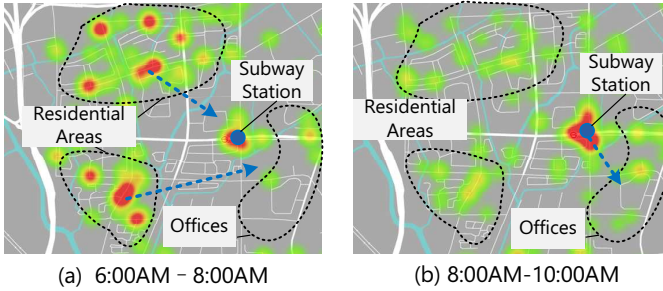 Subway
Station
Residential
Areas
Offices
(a) 6:00AM – 8:00AM
Subway
Station
Residential
Areas
Offices
(b) 8:00AM-10:00AM